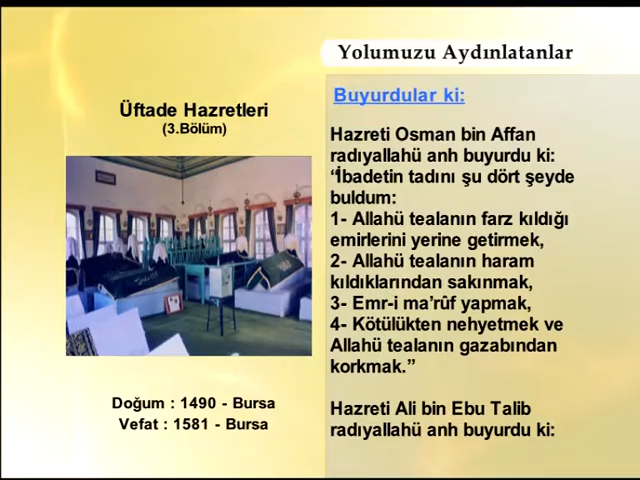 Yolumuzu Aydınlatanlar
Üftade Hazretleri
(3.Bölüm)
Doğum : 1490 - Bursa
Vefat : 1581 - Bursa
Buyurdular ki:
Hazreti Osman bin Affan
radıyallahü anh buyurdu ki:
“İbadetin tadını şu dört şeyde
buldum:
1- Allahü tealanın farz kıldığı
emirlerini yerine getirmek,
2- Allahü tealanın haram
kıldıklarından sakınmak,
3- Emr-i ma’rûf yapmak,
4- Kötülükten nehyetmek ve
Allahü tealanın gazabından
korkmak.”
Hazreti Ali bin Ebu Talib
radıyallahü anh buyurdu ki: